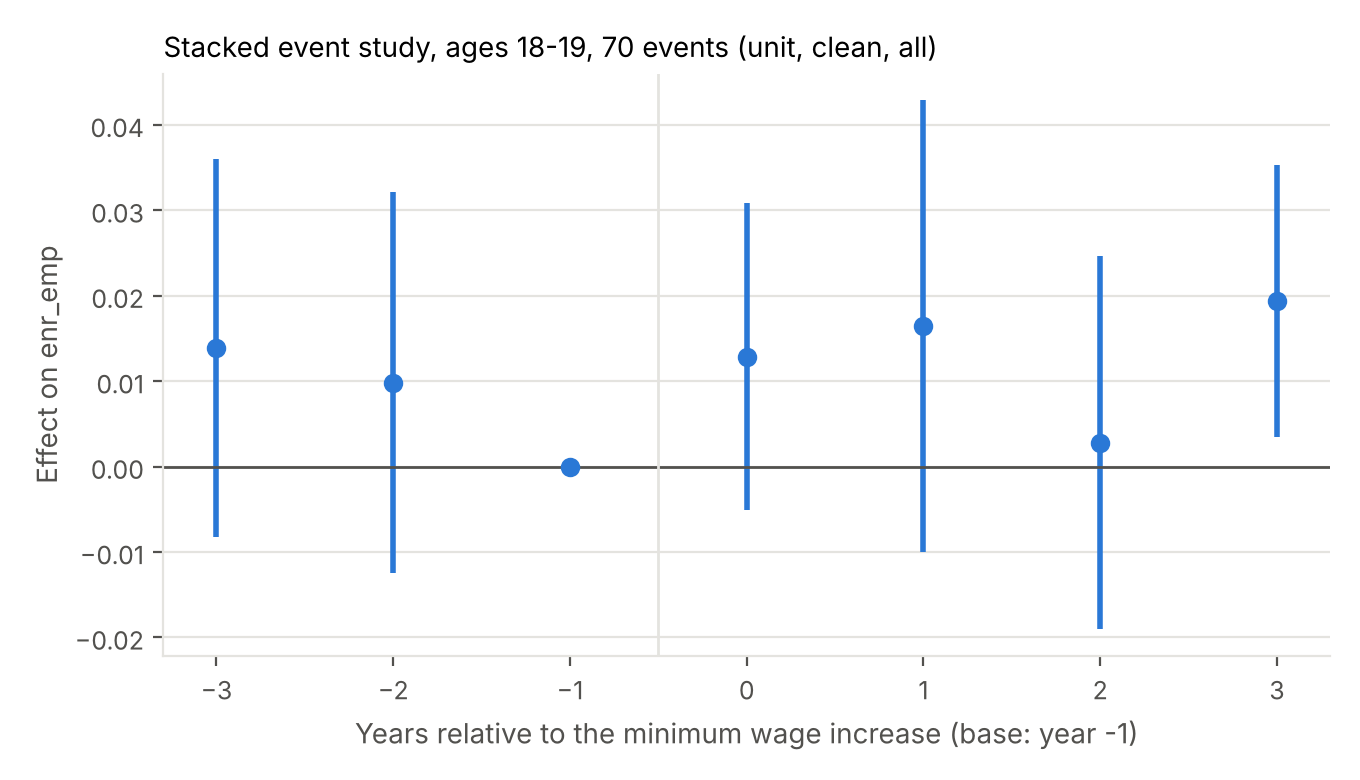 Stacked event study, ages 18-19, 70 events (unit, clean, all)
Effect on enr_emp
0.04
0.03
0.02
0.01
0.00
−0.01
−0.02
−3 −2 −1 0 1 2 3
Years relative to the minimum wage increase (base: year -1)